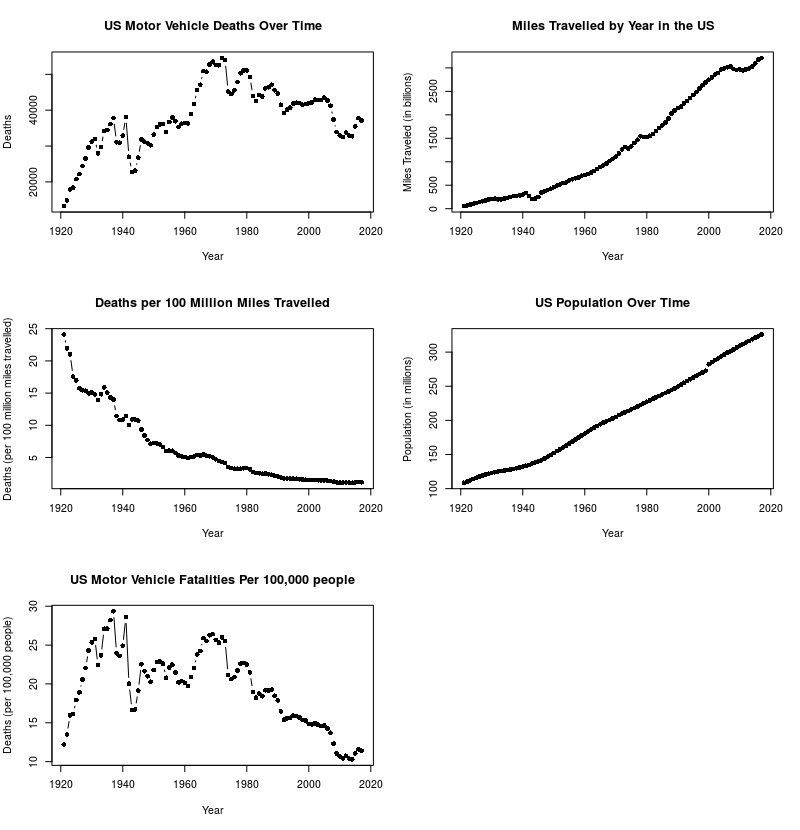 US Motor Vehicle Deaths Over Time
Deaths
20000
40000
1920 1940 1960 1980 2000 2020
Year
Miles Travelled by Year in the US
Miles Traveled (in billions)
0 500 1500 2500
1920 1940 1960 1980 2000 2020
Year
Deaths per 100 Million Miles Travelled
Deaths (per 100 million miles travelled)
5 10 15 20 25
1920 1940 1960 1980 2000 2020
Year
US Population Over Time
Population (in millions)
100 150 200 250 300
1920 1940 1960 1980 2000 2020
Year
US Motor Vehicle Fatalities Per 100,000 people
Deaths (per 100,000 people)
10 15 20 25 30
1920 1940 1960 1980 2000 2020
Year